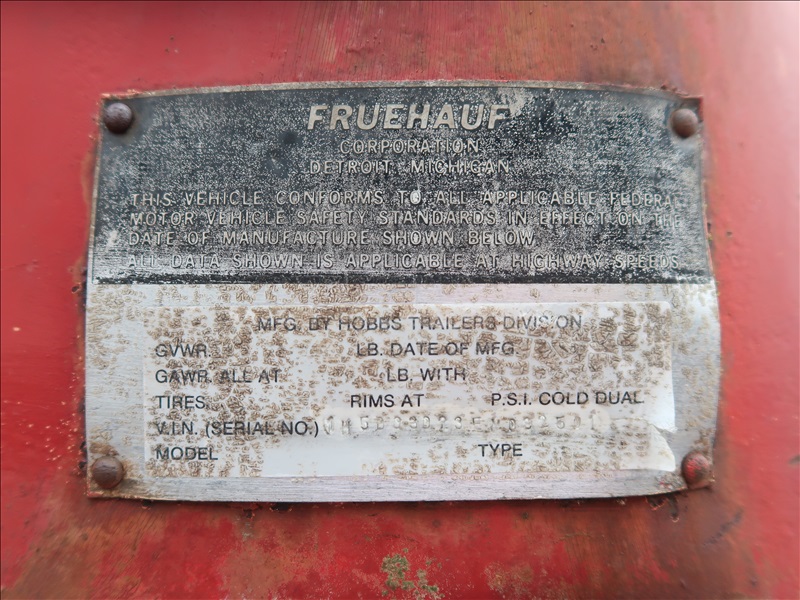 FRUEHAUF
CORPORATION
DETROIT MICHIGAN
THIS VEHICLE CONFORMS TO ALL APPLICABLE FEDERAL
MOTOR VEHICLE SAFETY STANDARDS IN EFFECT ON THE
DATE OF MANUFACTURE SHOWN BELOW
ALL DATA SHOWN IS APPLICABLE AT HIGHWAY SPEEDS
MFG. BY HOBBS TRAILERS DIVISION
GVWR LB. DATE OF MFG.
GAWR ALL AT LB. WITH
TIRES RIMS AT P.S.I. COLD DUAL
V.I.N. (SERIAL NO.)
MODEL TYPE